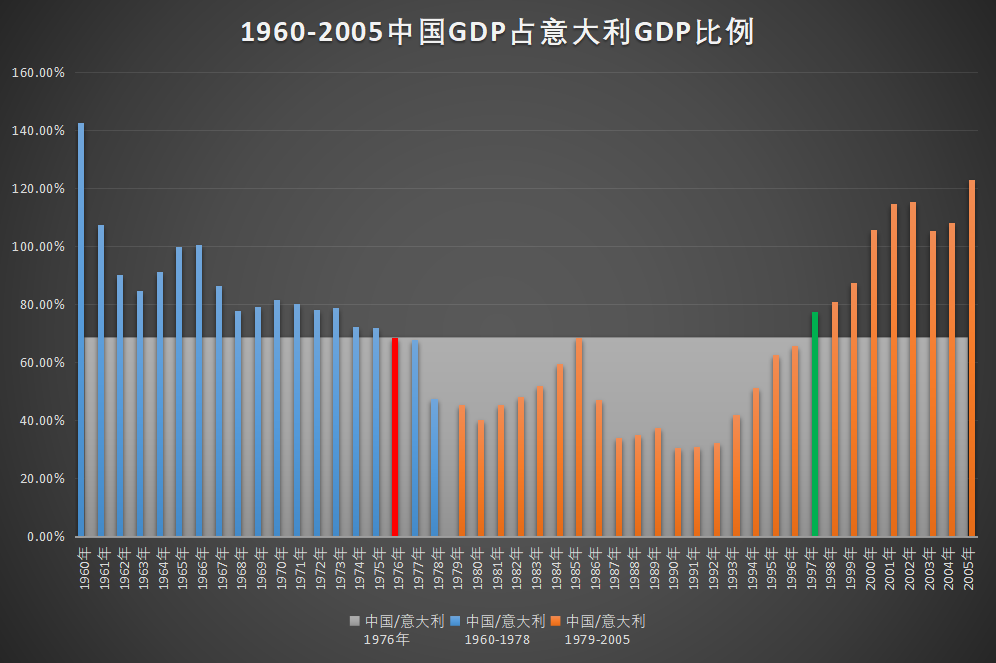 1960-2005中国GDP占意大利GDP比例
160.00%
140.00%
120.00%
100.00%
80.00%
60.00%
40.00%
20.00%
0.00%
1960年
1961年
1962年
1963年
1964年
1965年
1966年
1967年
1968年
1969年
1970年
1971年
1972年
1973年
1974年
1975年
1976年
1977年
1978年
1979年
1980年
1981年
1982年
1983年
1984年
1985年
1986年
1987年
1988年
1989年
1990年
1991年
1992年
1993年
1994年
1995年
1996年
1997年
1998年
1999年
2000年
2001年
2002年
2003年
2004年
2005年
中国/意大利 中国/意大利 中国/意大利
1976年 1960-1978 1979-2005